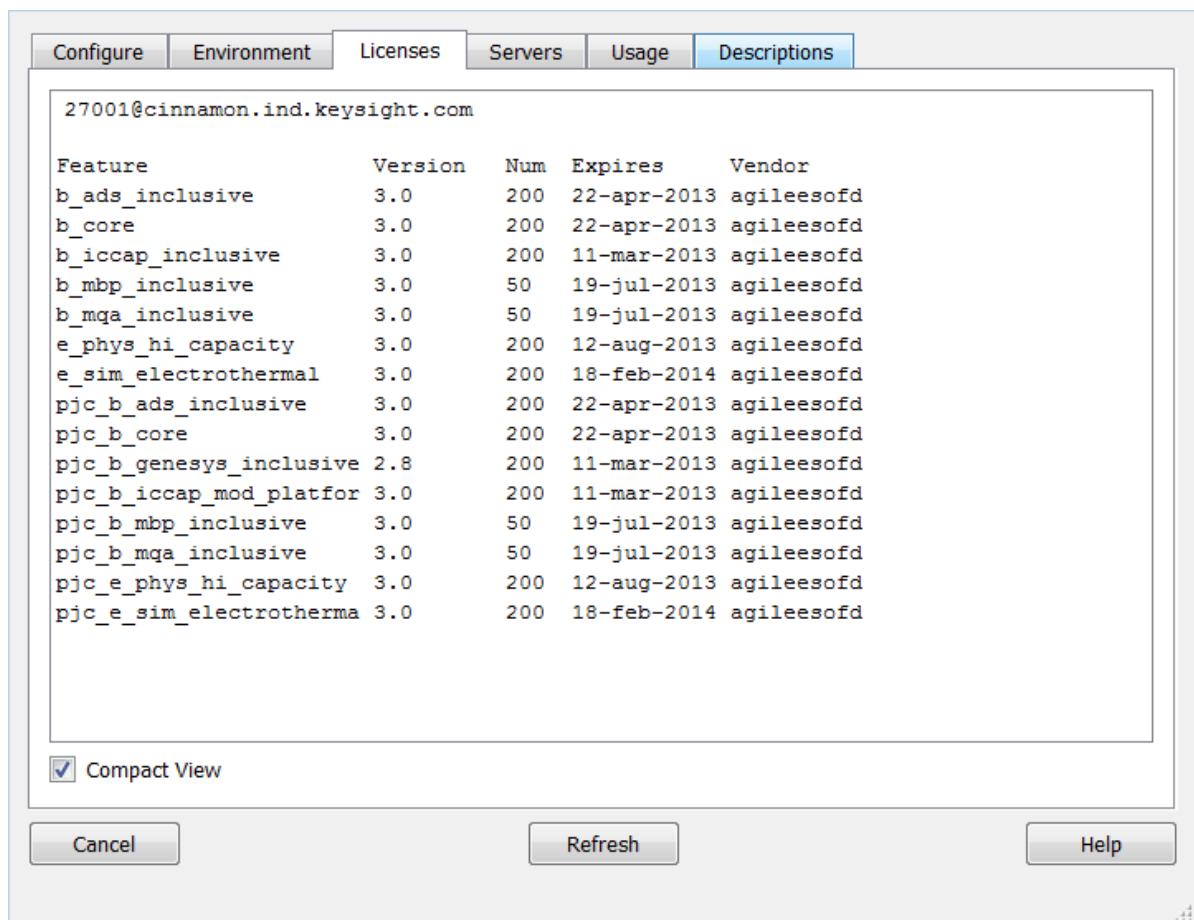 Configure Environment Licenses Servers Usage Descriptions
27001@cinnamon.ind.keysight.com
Feature Version Num Expires Vendor
b_ads_inclusive 3.0 200 22-apr-2013 agileesofd
b_core 3.0 200 22-apr-2013 agileesofd
b_iccap_inclusive 3.0 200 11-mar-2013 agileesofd
b_mbp_inclusive 3.0 50 19-jul-2013 agileesofd
b_mqa_inclusive 3.0 50 19-jul-2013 agileesofd
e_phys_hi_capacity 3.0 200 12-aug-2013 agileesofd
e_sim_electrothermal 3.0 200 18-feb-2014 agileesofd
pjc_b_ads_inclusive 3.0 200 22-apr-2013 agileesofd
pjc_b_core 3.0 200 22-apr-2013 agileesofd
pjc_b_genesys_inclusive 2.8 200 11-mar-2013 agileesofd
pjc_b_iccap_mod_platfor 3.0 200 11-mar-2013 agileesofd
pjc_b_mbp_inclusive 3.0 50 19-jul-2013 agileesofd
pjc_b_mqa_inclusive 3.0 50 19-jul-2013 agileesofd
pjc_e_phys_hi_capacity 3.0 200 12-aug-2013 agileesofd
pjc_e_sim_electrotherma 3.0 200 18-feb-2014 agileesofd
Compact View
Cancel Refresh Help